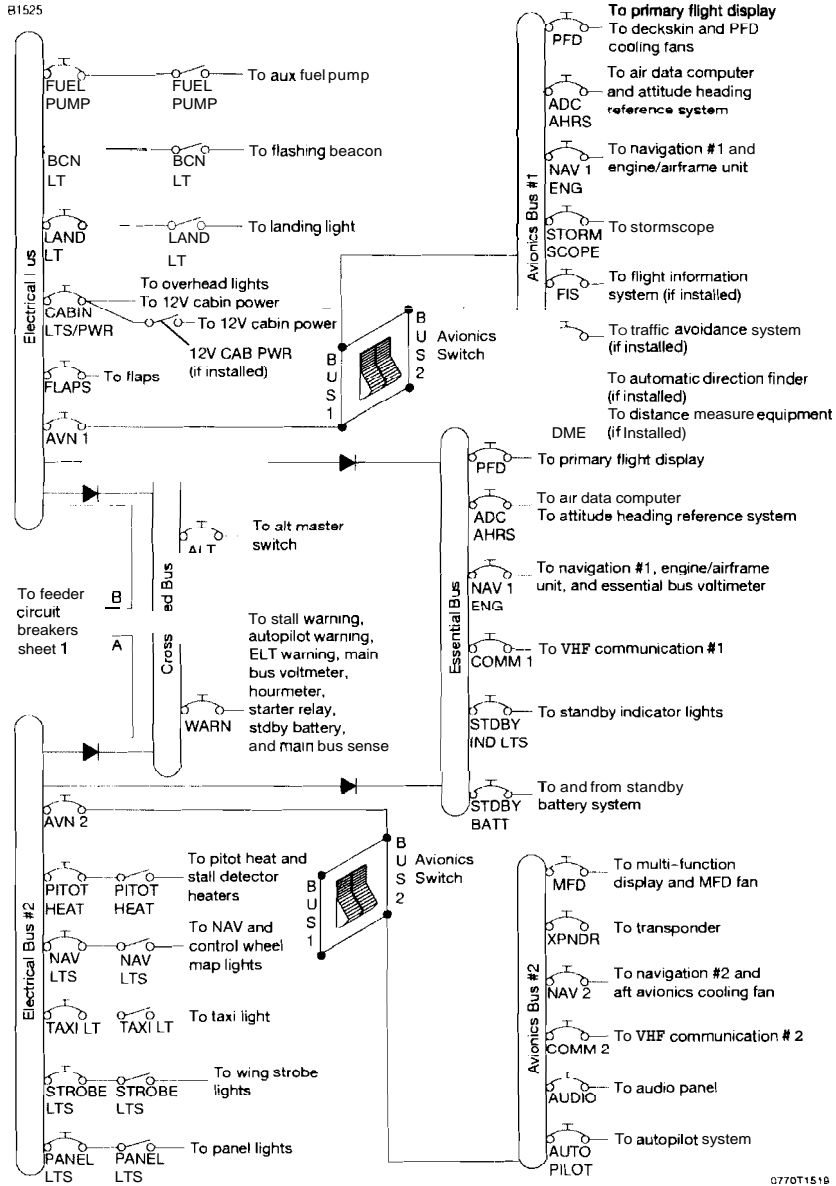 B1525
FUEL
PUMP
FUEL
PUMP
To aux fuel pump
BCN
LT
BCN
LT
To flashing beacon
LAND
LT
LAND
LT
To landing light
Electrical us
CABIN
LTS/PWR
To overhead lights
To 12V cabin power
To 12V cabin power
12V CAB PWR
(if installed)
FLAPS
To flaps
AVN 1
BUS 1
BUS 2
Avionics
Switch
To primary flight display
To deckskin and PFD
cooling fans
PFD
To air data computer
and attitude heading
reference system
ADC
AHRS
To navigation #1 and
engine/airframe unit
NAV 1
ENG
Avionics Bus #1
STORM
SCOPE
To stormscope
FIS
To flight information
system (if installed)
To traffic avoidance system
(if installed)
To automatic direction finder
(if installed)
To distance measure equipment
DME
(if Installed)
ALT
To alt master
switch
To feeder
circuit
breakers
sheet 1
B
A
Cross ed Bus
WARN
To stall warning,
autopilot warning,
ELT warning, main
bus voltmeter,
hourmeter,
starter relay,
stdby battery,
and main bus sense
Essential Bus
PFD
To primary flight display
ADC
AHRS
To air data computer
To attitude heading reference system
NAV 1
ENG
To navigation #1, engine/airframe
unit, and essential bus voltimeter
COMM 1
To VHF communication #1
STDBY
IND LTS
To standby indicator lights
STDBY
BATT
To and from standby
battery system
Electrical Bus #2
AVN 2
BUS 1
BUS 2
Avionics
Switch
PITOT
HEAT
PITOT
HEAT
To pitot heat and
stall detector
heaters
NAV
LTS
NAV
LTS
To NAV and
control wheel
map lights
TAXI LT
TAXI LT
To taxi light
STROBE
LTS
STROBE
LTS
To wing strobe
lights
PANEL
LTS
PANEL
LTS
To panel lights
Avionics Bus #2
MFD
To multi-function
display and MFD fan
XPNDR
To transponder
NAV 2
To navigation #2 and
aft avionics cooling fan
COMM 2
To VHF communication # 2
AUDIO
To audio panel
AUTO
PILOT
To autopilot system
0770T1519